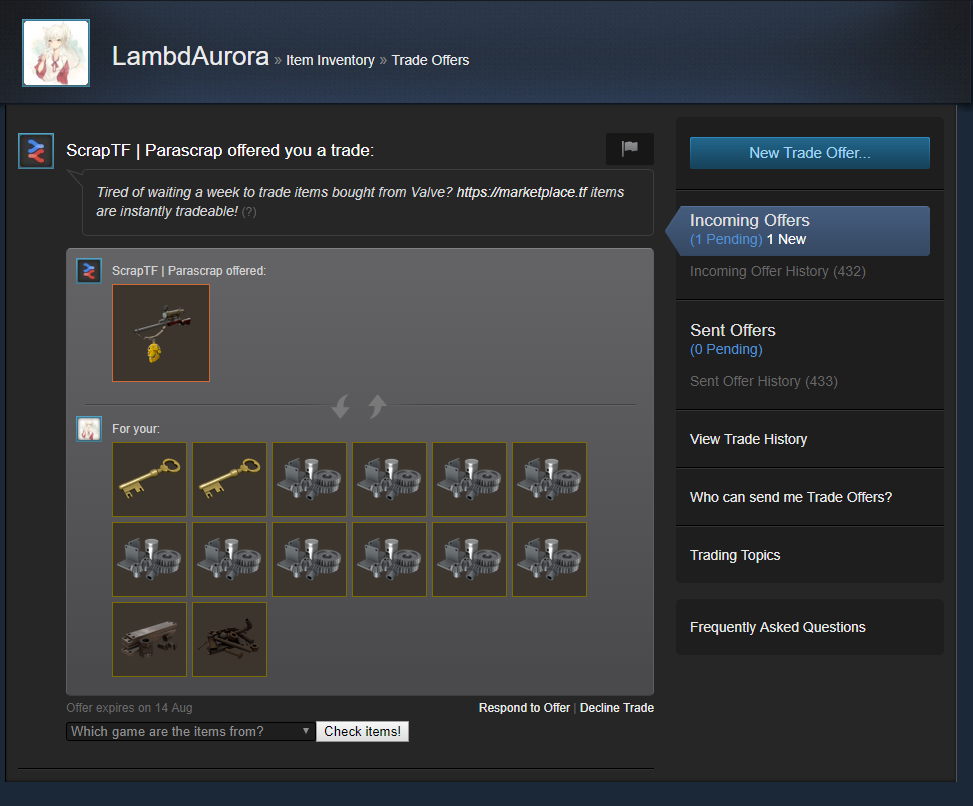 LambdAurora » Item Inventory » Trade Offers
ScrapTF | Parascrap offered you a trade:
Tired of waiting a week to trade items bought from Valve? https://marketplace.tf items
are instantly tradeable! (?)
ScrapTF | Parascrap offered:
For your:
Offer expires on 14 Aug
Respond to Offer | Decline Trade
Which game are the items from? ▼
Check items!
New Trade Offer...
Incoming Offers
(1 Pending) 1 New
Incoming Offer History (432)
Sent Offers
(0 Pending)
Sent Offer History (433)
View Trade History
Who can send me Trade Offers?
Trading Topics
Frequently Asked Questions